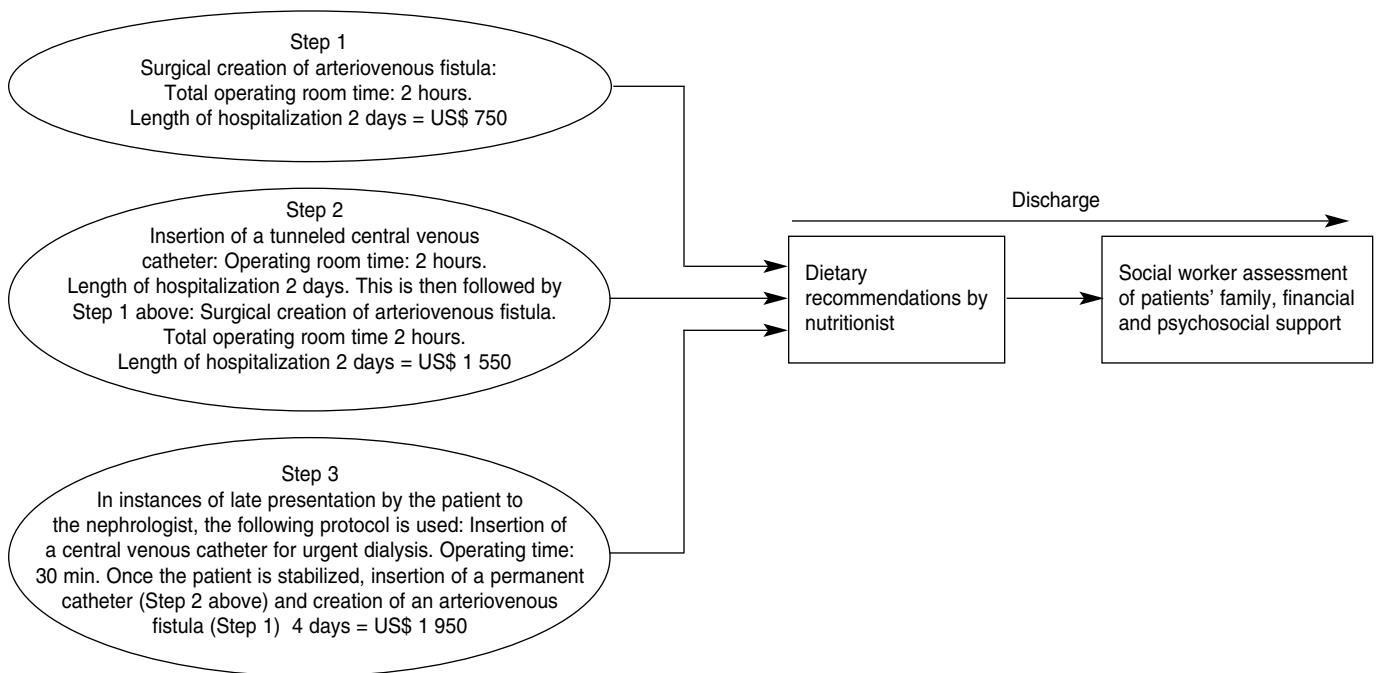 Step 1
Surgical creation of arteriovenous fistula:
Total operating room time: 2 hours.
Length of hospitalization 2 days = US$ 750
Step 2
Insertion of a tunneled central venous
catheter: Operating room time: 2 hours.
Length of hospitalization 2 days. This is then followed by
Step 1 above: Surgical creation of arteriovenous fistula.
Total operating room time 2 hours.
Length of hospitalization 2 days = US$ 1 550
Step 3
In instances of late presentation by the patient to
the nephrologist, the following protocol is used: Insertion of
a central venous catheter for urgent dialysis. Operating time:
30 min. Once the patient is stabilized, insertion of a permanent
catheter (Step 2 above) and creation of an arteriovenous
fistula (Step 1) 4 days = US$ 1 950
Discharge
Dietary
recommendations by
nutritionist
Social worker assessment
of patients’ family, financial
and psychosocial support